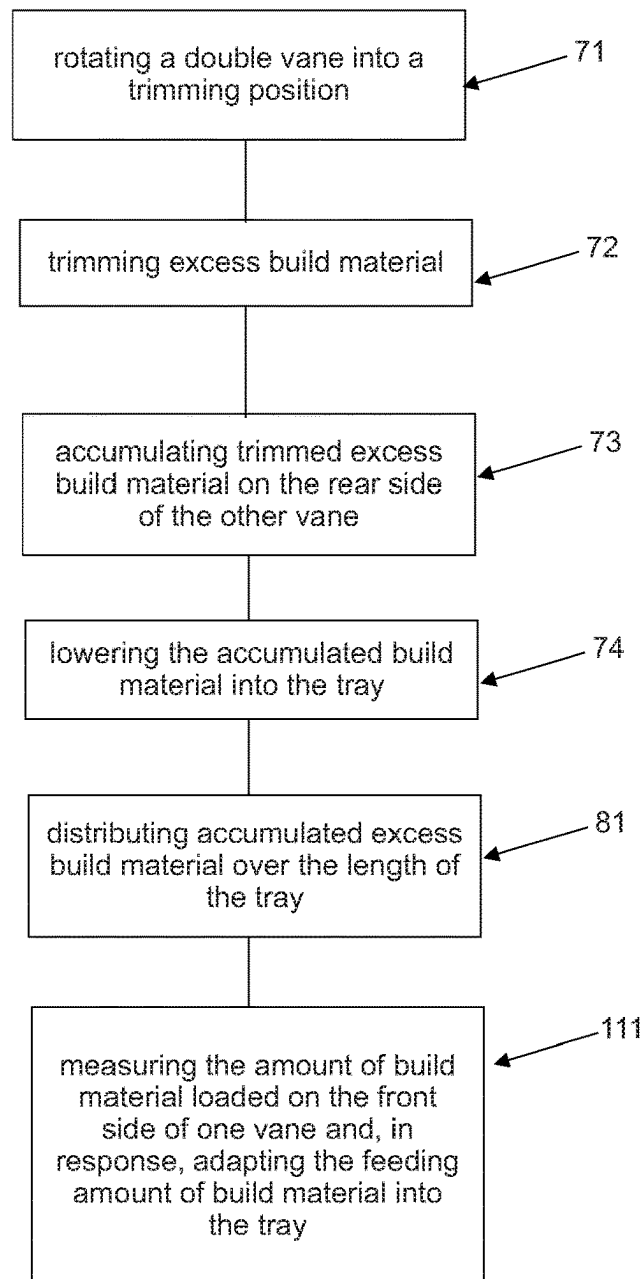 rotating a double vane into a
trimming position
71
trimming excess build material
72
accumulating trimmed excess
build material on the rear side
of the other vane
73
lowering the accumulated build
material into the tray
74
distributing accumulated excess
build material over the length of
the tray
81
measuring the amount of build
material loaded on the front
side of one vane and, in
response, adapting the feeding
amount of build material into
the tray
111